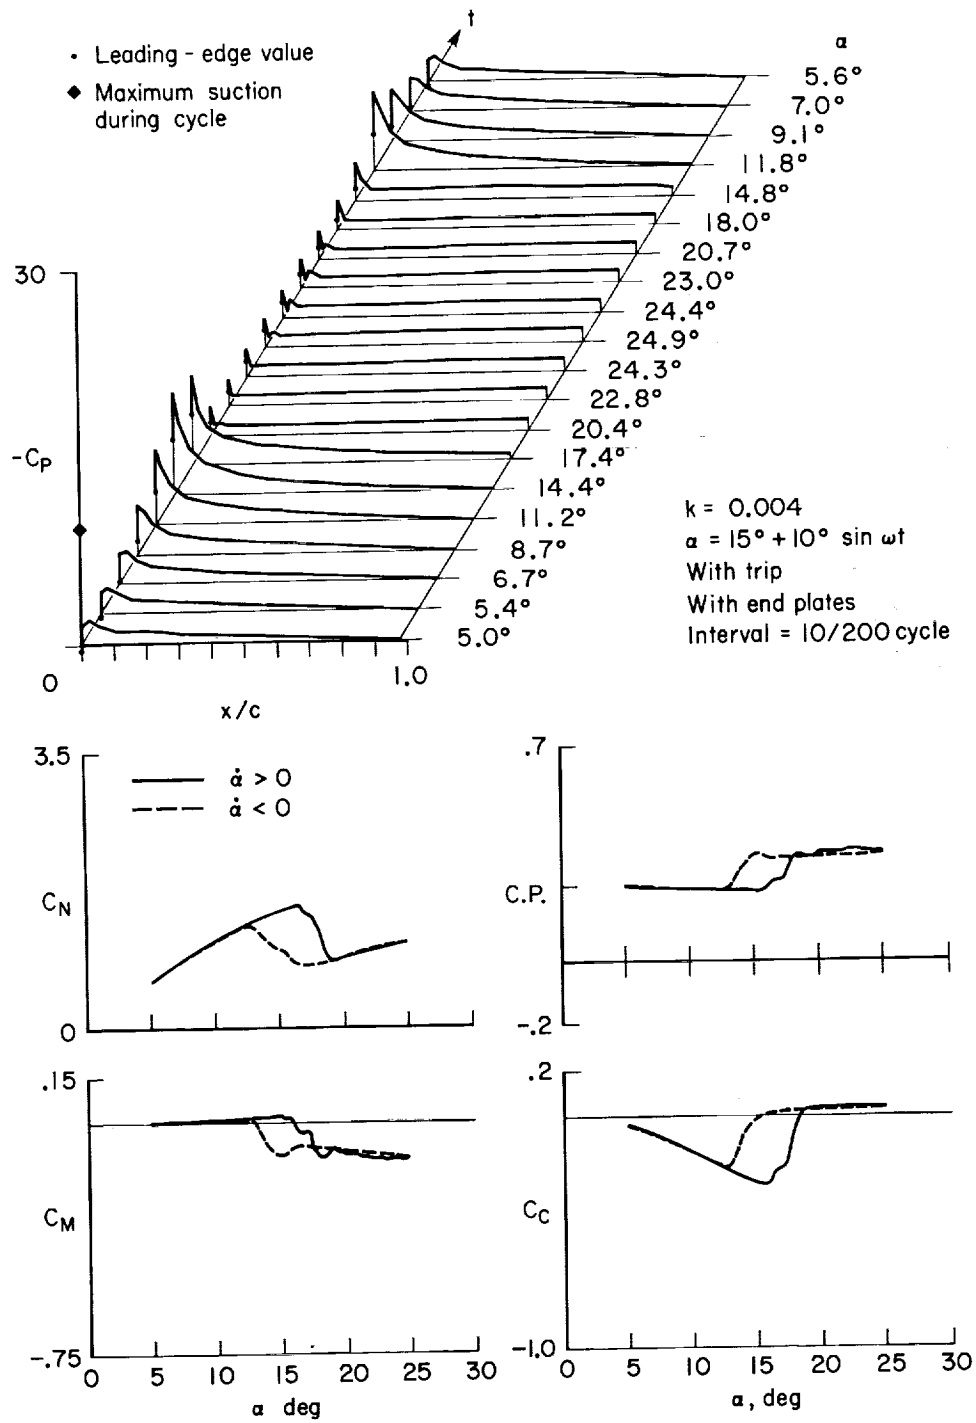 t
• Leading-edge value
◆ Maximum suction
during cycle
α
5.6°
7.0°
9.1°
11.8°
14.8°
18.0°
20.7°
23.0°
24.4°
24.9°
24.3°
22.8°
20.4°
17.4°
14.4°
11.2°
8.7°
6.7°
5.4°
5.0°
30
-CP
0
1.0
x/c
k = 0.004
α = 15° + 10° sin ωt
With trip
With end plates
Interval = 10/200 cycle
3.5
α̇ > 0
α̇ < 0
CN
0
.7
C.P.
-.2
.15
CM
-.75
0 5 10 15 20 25 30
α deg
.2
CC
-1.0
0 5 10 15 20 25 30
α, deg